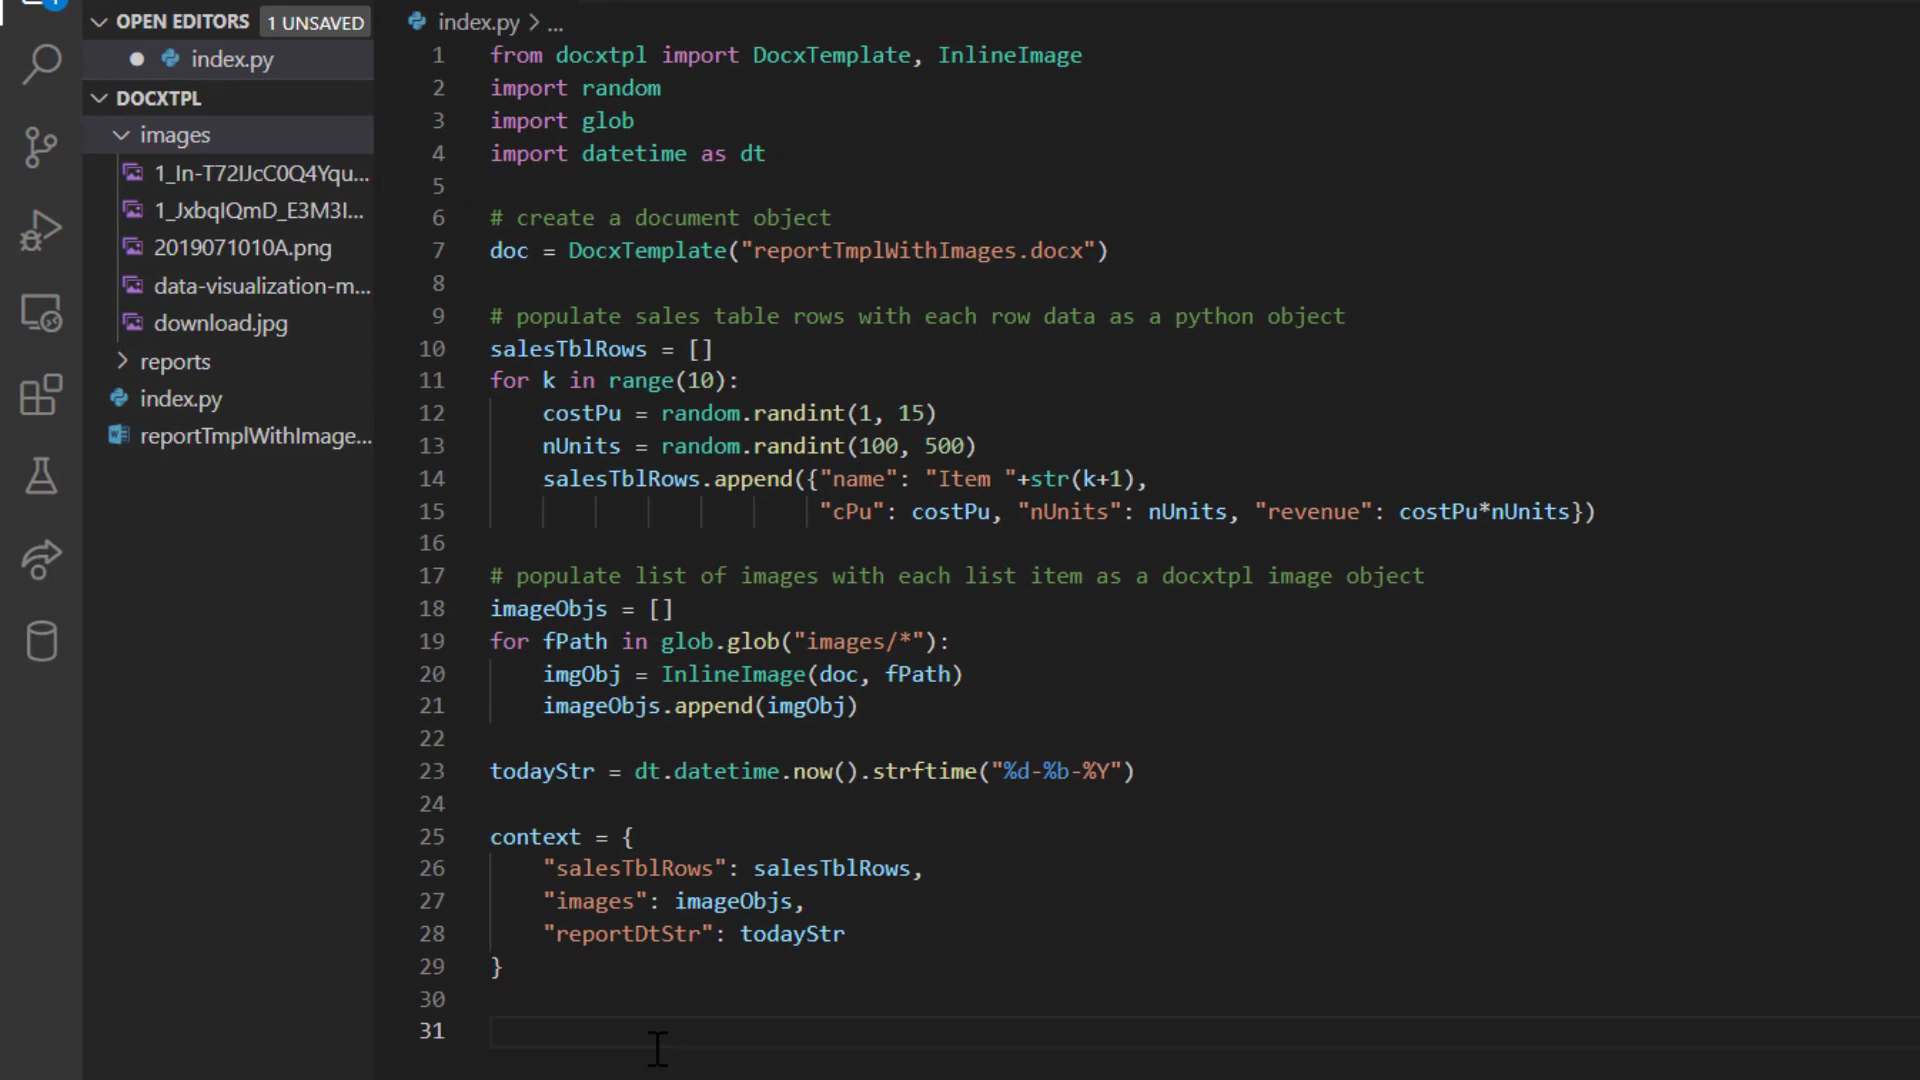 OPEN EDITORS 1 UNSAVED
index.py
DOCXTPL
images
1_In-T72IJcC0Q4Yqu...
1_JxbqIQmD_E3M3I...
2019071010A.png
data-visualization-m...
download.jpg
reports
index.py
reportTmplWithImage...
index.py > ...
1 from docxtpl import DocxTemplate, InlineImage
2 import random
3 import glob
4 import datetime as dt
5
6 # create a document object
7 doc = DocxTemplate("reportTmplWithImages.docx")
8
9 # populate sales table rows with each row data as a python object
10 salesTblRows = []
11 for k in range(10):
12     costPu = random.randint(1, 15)
13     nUnits = random.randint(100, 500)
14     salesTblRows.append({"name": "Item "+str(k+1),
15                          "cPu": costPu, "nUnits": nUnits, "revenue": costPu*nUnits})
16
17 # populate list of images with each list item as a docxtpl image object
18 imageObjs = []
19 for fPath in glob.glob("images/*"):
20     imgObj = InlineImage(doc, fPath)
21     imageObjs.append(imgObj)
22
23 todayStr = dt.datetime.now().strftime("%d-%b-%Y")
24
25 context = {
26     "salesTblRows": salesTblRows,
27     "images": imageObjs,
28     "reportDtStr": todayStr
29 }
30
31